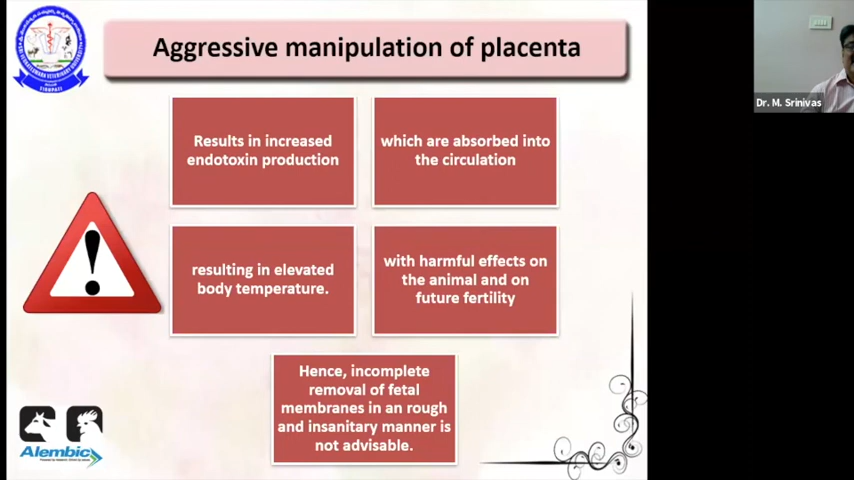 Aggressive manipulation of placenta
Results in increased
endotoxin production
which are absorbed into
the circulation
resulting in elevated
body temperature.
with harmful effects on
the animal and on
future fertility
Hence, incomplete
removal of fetal
membranes in an rough
and insanitary manner is
not advisable.
Alembic
Dr. M. Srinivas